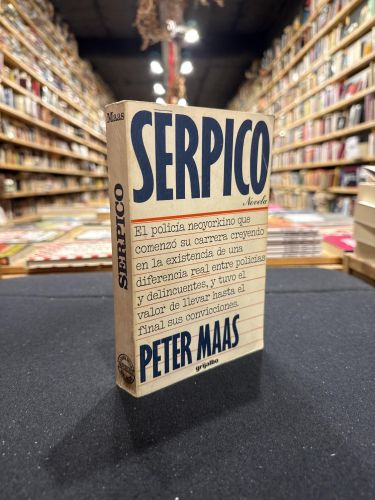 SERPICO
Novela
El policía neoyorkino que
comenzó su carrera creyendo
en la existencia de una
diferencia real entre policías
y delincuentes, y tuvo el
valor de llevar hasta el
final sus convicciones.
PETER MAAS
grijalbo
Maas
SERPICO